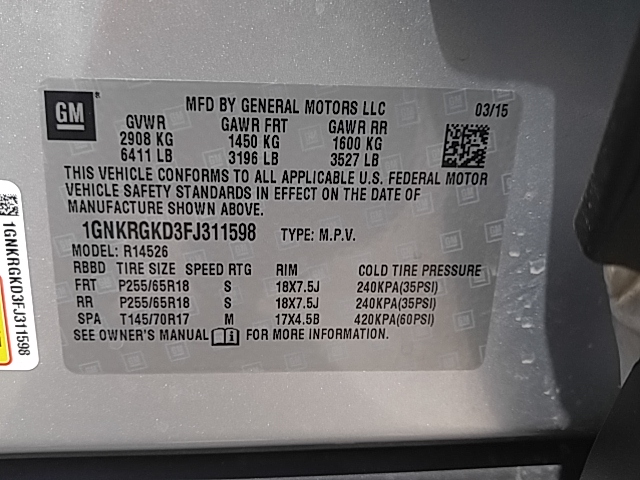 GM
MFD BY GENERAL MOTORS LLC 03/15
GVWR GAWR FRT GAWR RR
2908 KG 1450 KG 1600 KG
6411 LB 3196 LB 3527 LB
THIS VEHICLE CONFORMS TO ALL APPLICABLE U.S. FEDERAL MOTOR
VEHICLE SAFETY STANDARDS IN EFFECT ON THE DATE OF
MANUFACTURE SHOWN ABOVE.
1GNKRGKD3FJ311598 TYPE: M.P.V.
MODEL: R14526
RBBD TIRE SIZE SPEED RTG RIM COLD TIRE PRESSURE
FRT P255/65R18 S 18X7.5J 240KPA(35PSI)
RR P255/65R18 S 18X7.5J 240KPA(35PSI)
SPA T145/70R17 M 17X4.5B 420KPA(60PSI)
SEE OWNER'S MANUAL FOR MORE INFORMATION.
1GNKRGKD3FJ311598